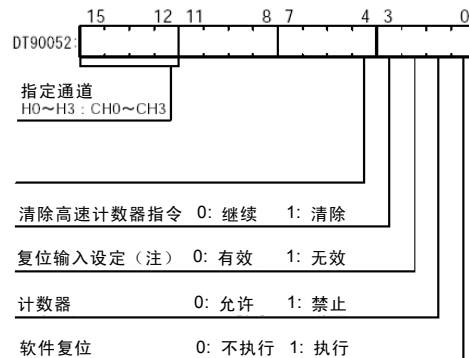 15 12 11 8 7 4 3 0
DT90052:
指定通道
H0～H3：CH0～CH3
清除高速计数器指令 0: 继续 1: 清除
复位输入设定（注） 0: 有效 1: 无效
计数器 0: 允许 1: 禁止
软件复位 0: 不执行 1: 执行